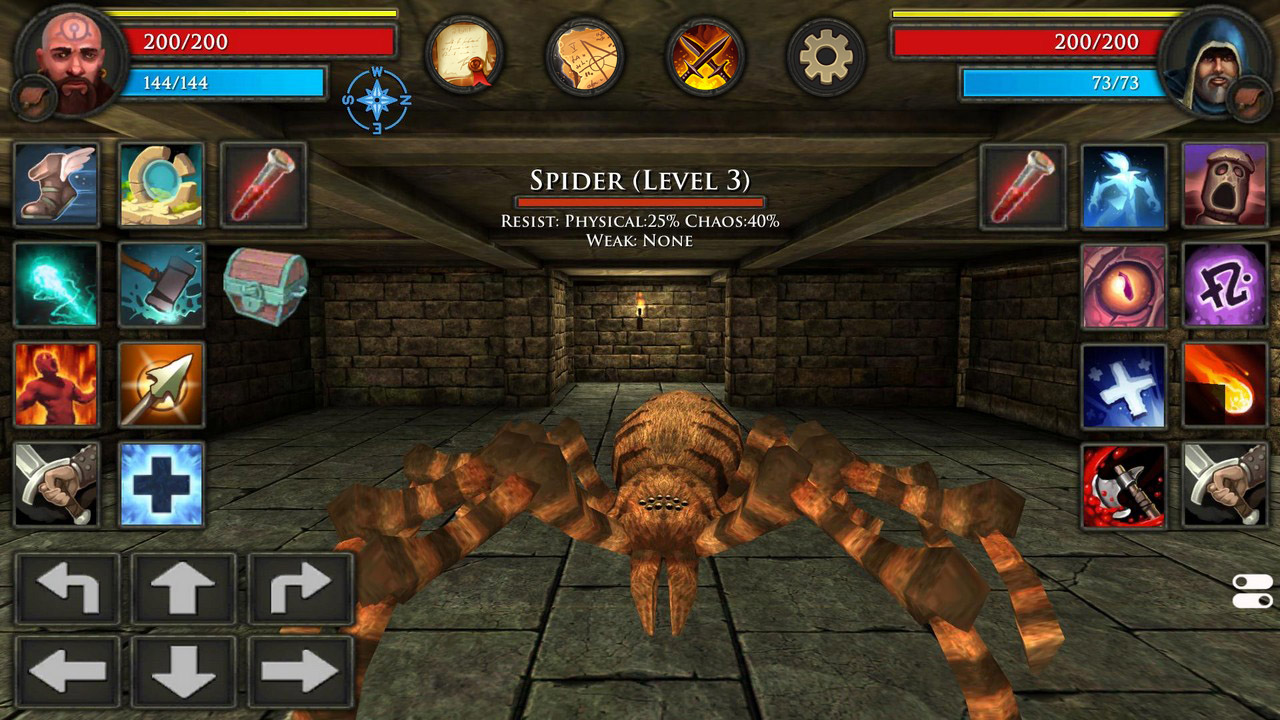 200/200
144/144
W
S
N
E
200/200
73/73
Spider (Level 3)
Resist: Physical:25% Chaos:40%
Weak: None